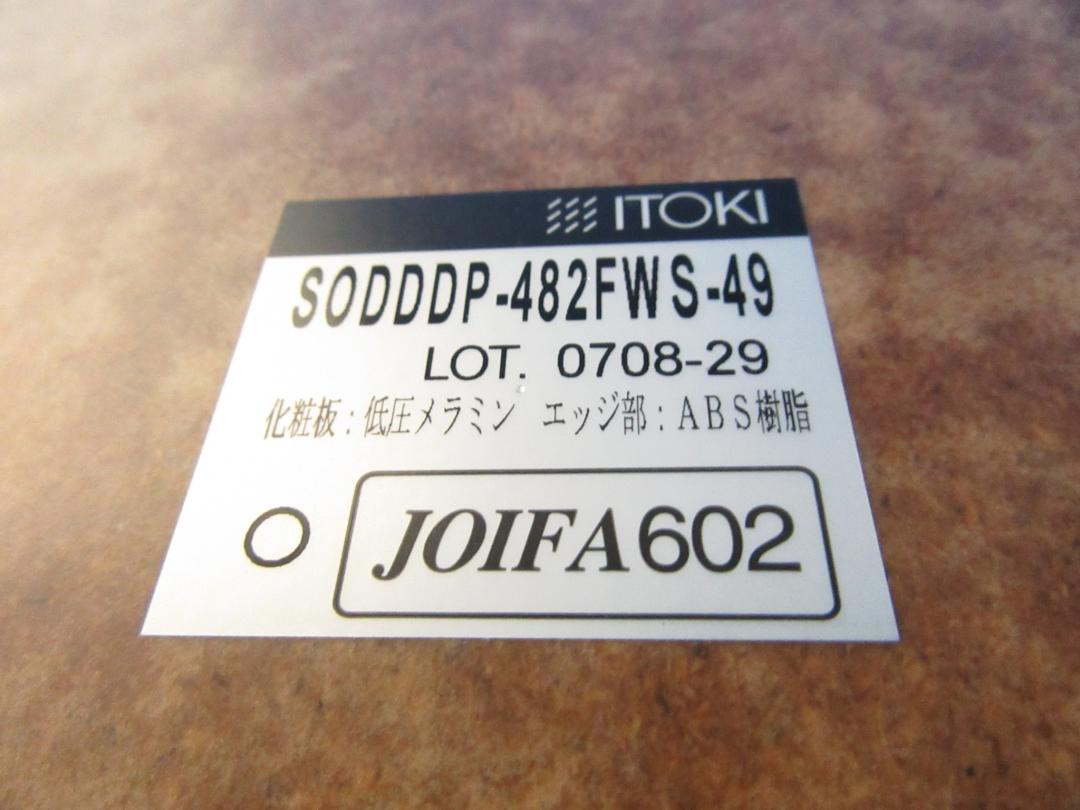 ITOKI
SODDDP-482FWS-49
LOT. 0708-29
化粧板：低圧メラミン　エッジ部：ABS樹脂
○ JOIFA602